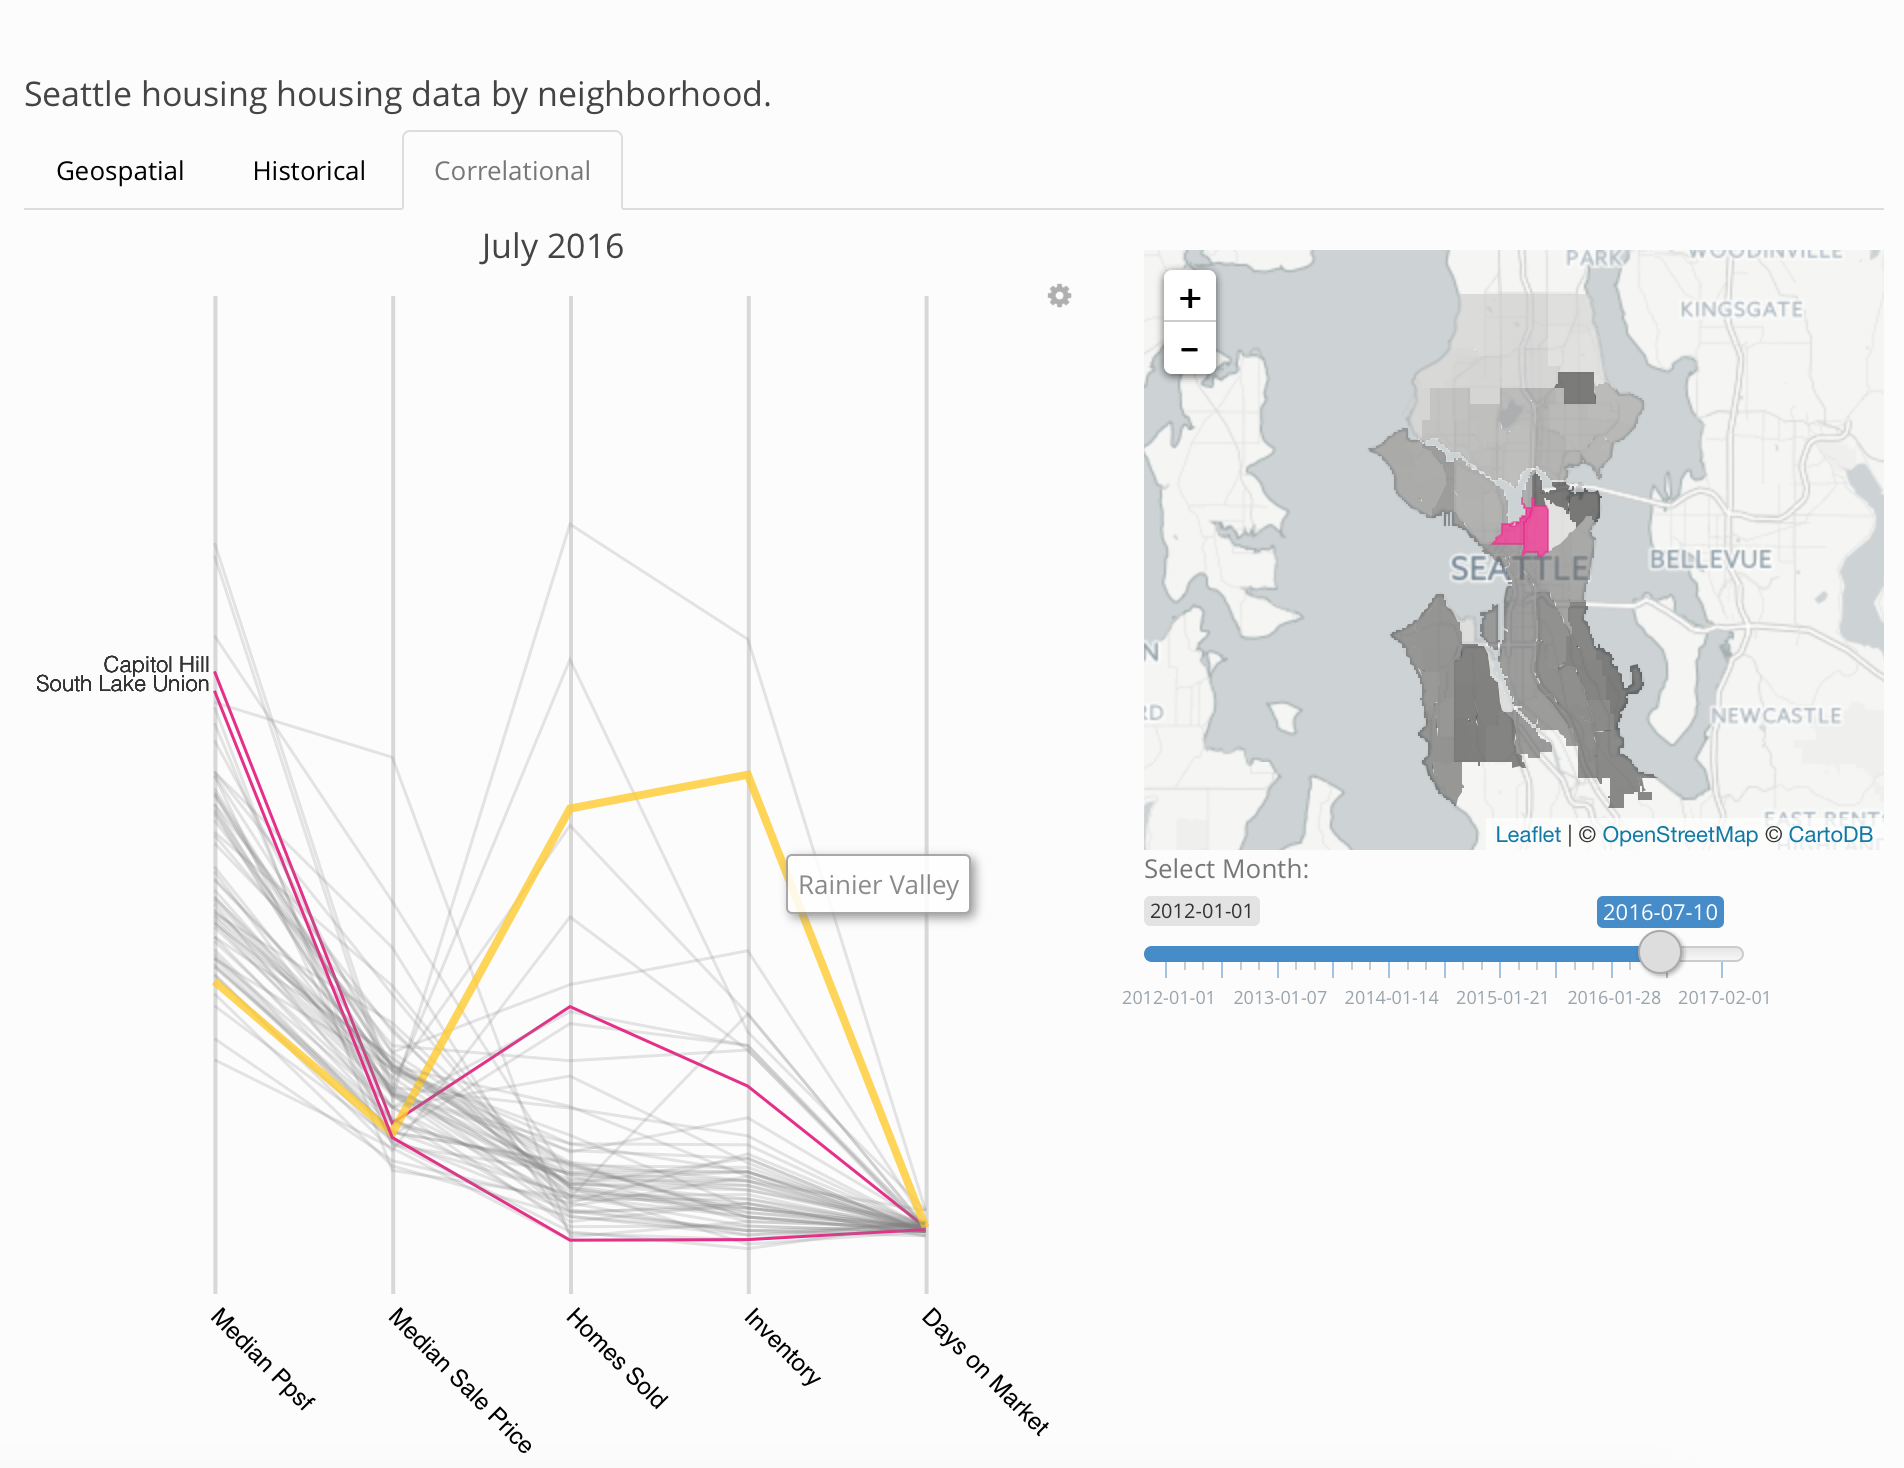 Seattle housing housing data by neighborhood.
Geospatial
Historical
Correlational
July 2016
Capitol Hill
South Lake Union
Rainier Valley
Median Ppsf
Median Sale Price
Homes Sold
Inventory
Days on Market
+
−
PARK
WOODINVILLE
KINGSGATE
SEATTLE
BELLEVUE
N
RD
NEWCASTLE
EAST RENT
Leaflet | © OpenStreetMap © CartoDB
Select Month:
2012-01-01
2016-07-10
2012-01-01
2013-01-07
2014-01-14
2015-01-21
2016-01-28
2017-02-01